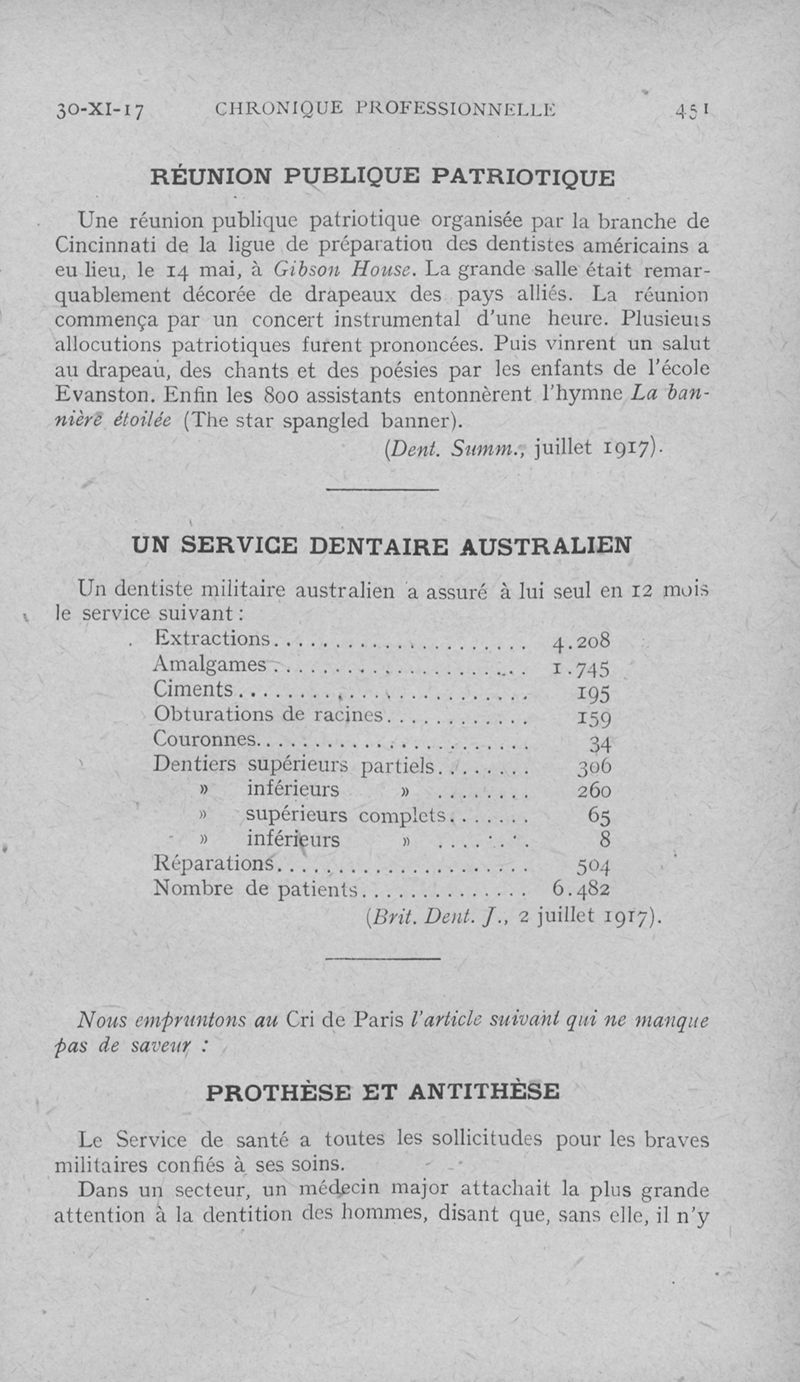 30-XI-17 CHRONIQUE PROFESSIONNELLE 451
RÉUNION PUBLIQUE PATRIOTIQUE
Une réunion publique patriotique organisée par la branche de
Cincinnati de la ligue de préparation des dentistes américains a
eu lieu, le 14 mai, à Gibson House. La grande salle était remar-
quablement décorée de drapeaux des pays alliés. La réunion
commença par un concert instrumental d'une heure. Plusieurs
allocutions patriotiques furent prononcées. Puis vinrent un salut
au drapeau, des chants et des poésies par les enfants de l'école
Evanston. Enfin les 800 assistants entonnèrent l'hymne La ban-
nière étoilée (The star spangled banner).
(Dent. Summ., juillet 1917).
UN SERVICE DENTAIRE AUSTRALIEN
Un dentiste militaire australien a assuré à lui seul en 12 mois
le service suivant :
Extractions....................... 4.208
Amalgames...................... 1.745
Ciments.......................... 195
Obturations de racines............ 159
Couronnes........................ 34
Dentiers supérieurs partiels........ 306
» inférieurs » ........ 260
» supérieurs complets....... 65
» inférieurs » ........ 8
Réparations...................... 504
Nombre de patients.............. 6.482
(Brit. Dent. J., 2 juillet 1917).
Nous empruntons au Cri de Paris l'article suivant qui ne manque
pas de saveur :
PROTHÈSE ET ANTITHÈSE
Le Service de santé a toutes les sollicitudes pour les braves
militaires confiés à ses soins.
Dans un secteur, un médecin major attachait la plus grande
attention à la dentition des hommes, disant que, sans elle, il n'y